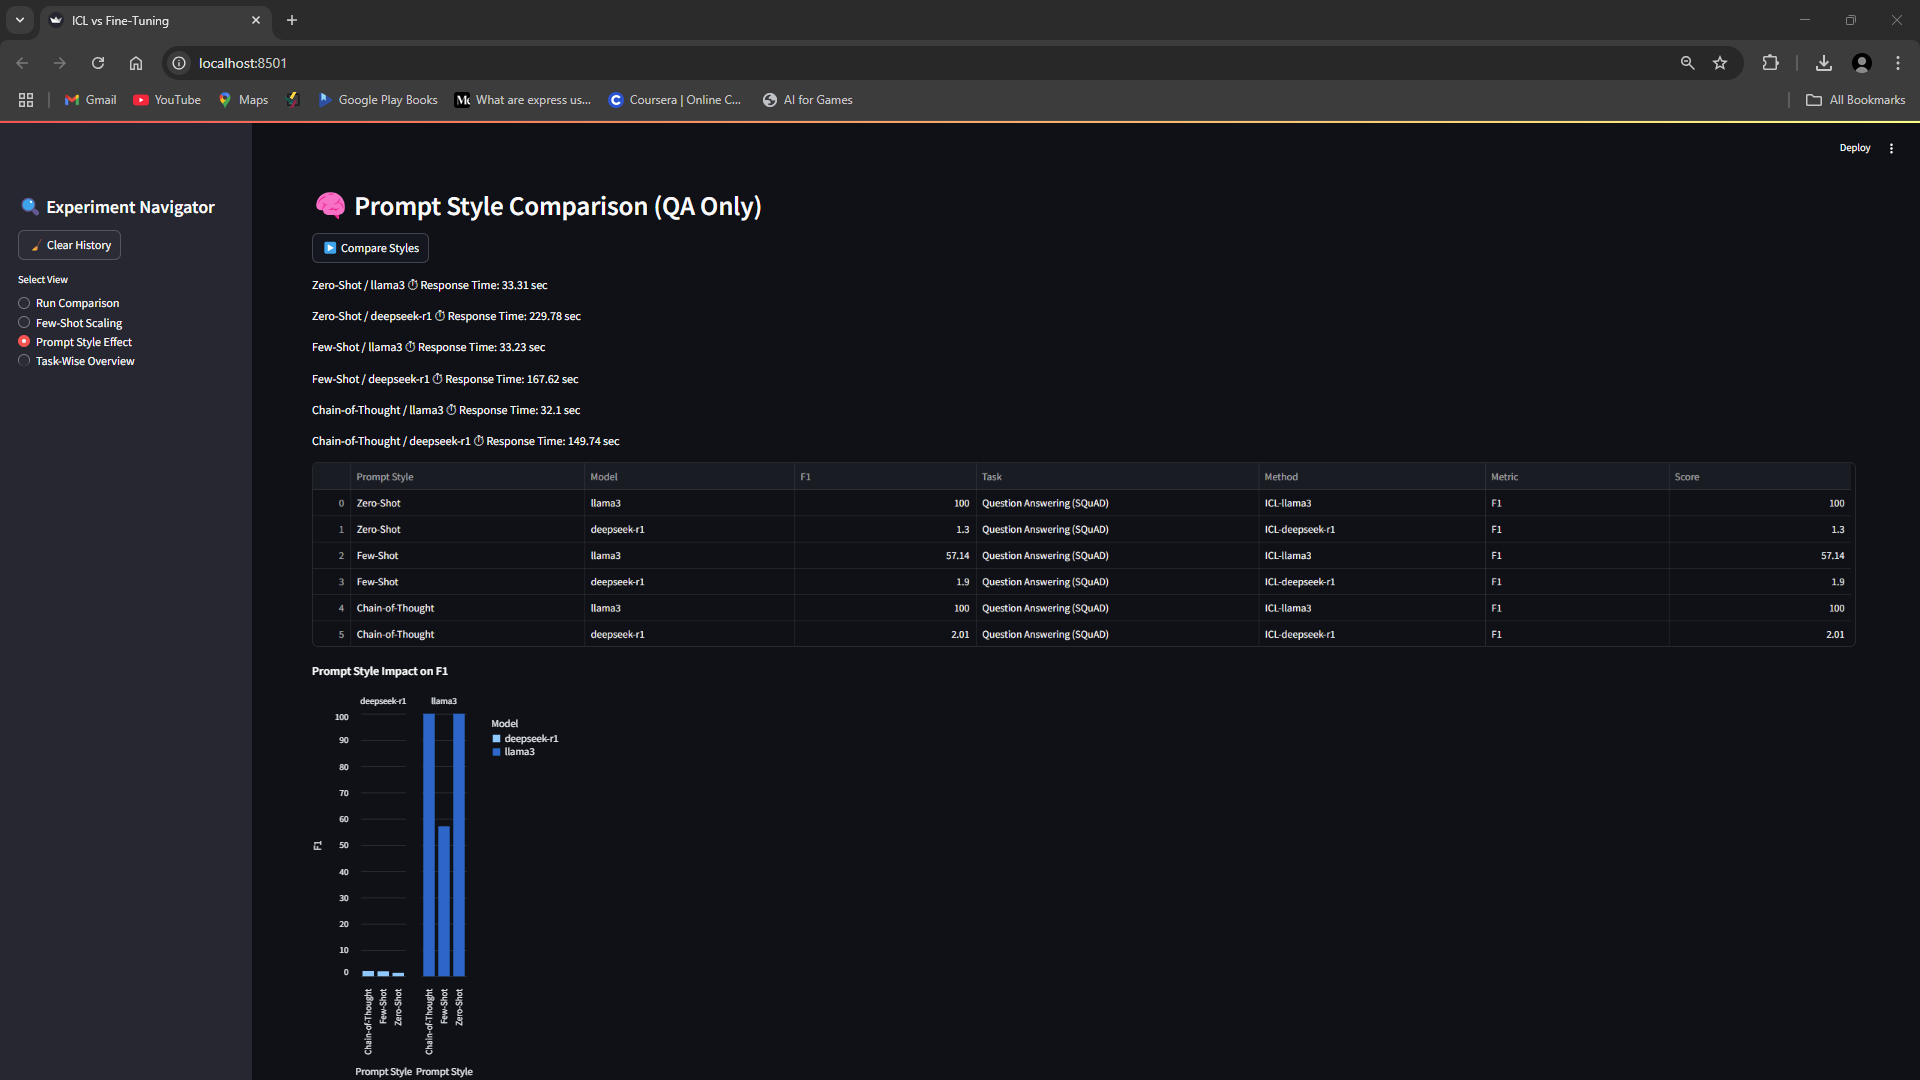 ICL vs Fine-Tuning
localhost:8501
Gmail YouTube Maps Google Play Books What are express us... Coursera | Online C... AI for Games All Bookmarks
Deploy
Experiment Navigator
Clear History
Select View
Run Comparison
Few-Shot Scaling
Prompt Style Effect
Task-Wise Overview
Prompt Style Comparison (QA Only)
Compare Styles
Zero-Shot / llama3 ⏱ Response Time: 33.31 sec
Zero-Shot / deepseek-r1 ⏱ Response Time: 229.78 sec
Few-Shot / llama3 ⏱ Response Time: 33.23 sec
Few-Shot / deepseek-r1 ⏱ Response Time: 167.62 sec
Chain-of-Thought / llama3 ⏱ Response Time: 32.1 sec
Chain-of-Thought / deepseek-r1 ⏱ Response Time: 149.74 sec
Prompt Style Model F1 Task Method Metric Score
0 Zero-Shot llama3 100 Question Answering (SQuAD) ICL-llama3 F1 100
1 Zero-Shot deepseek-r1 1.3 Question Answering (SQuAD) ICL-deepseek-r1 F1 1.3
2 Few-Shot llama3 57.14 Question Answering (SQuAD) ICL-llama3 F1 57.14
3 Few-Shot deepseek-r1 1.9 Question Answering (SQuAD) ICL-deepseek-r1 F1 1.9
4 Chain-of-Thought llama3 100 Question Answering (SQuAD) ICL-llama3 F1 100
5 Chain-of-Thought deepseek-r1 2.01 Question Answering (SQuAD) ICL-deepseek-r1 F1 2.01
Prompt Style Impact on F1
deepseek-r1 llama3
Model
deepseek-r1
llama3
100
90
80
70
60
50
40
30
20
10
0
F1
Chain-of-Thought
Few-Shot
Zero-Shot
Chain-of-Thought
Few-Shot
Zero-Shot
Prompt Style Prompt Style